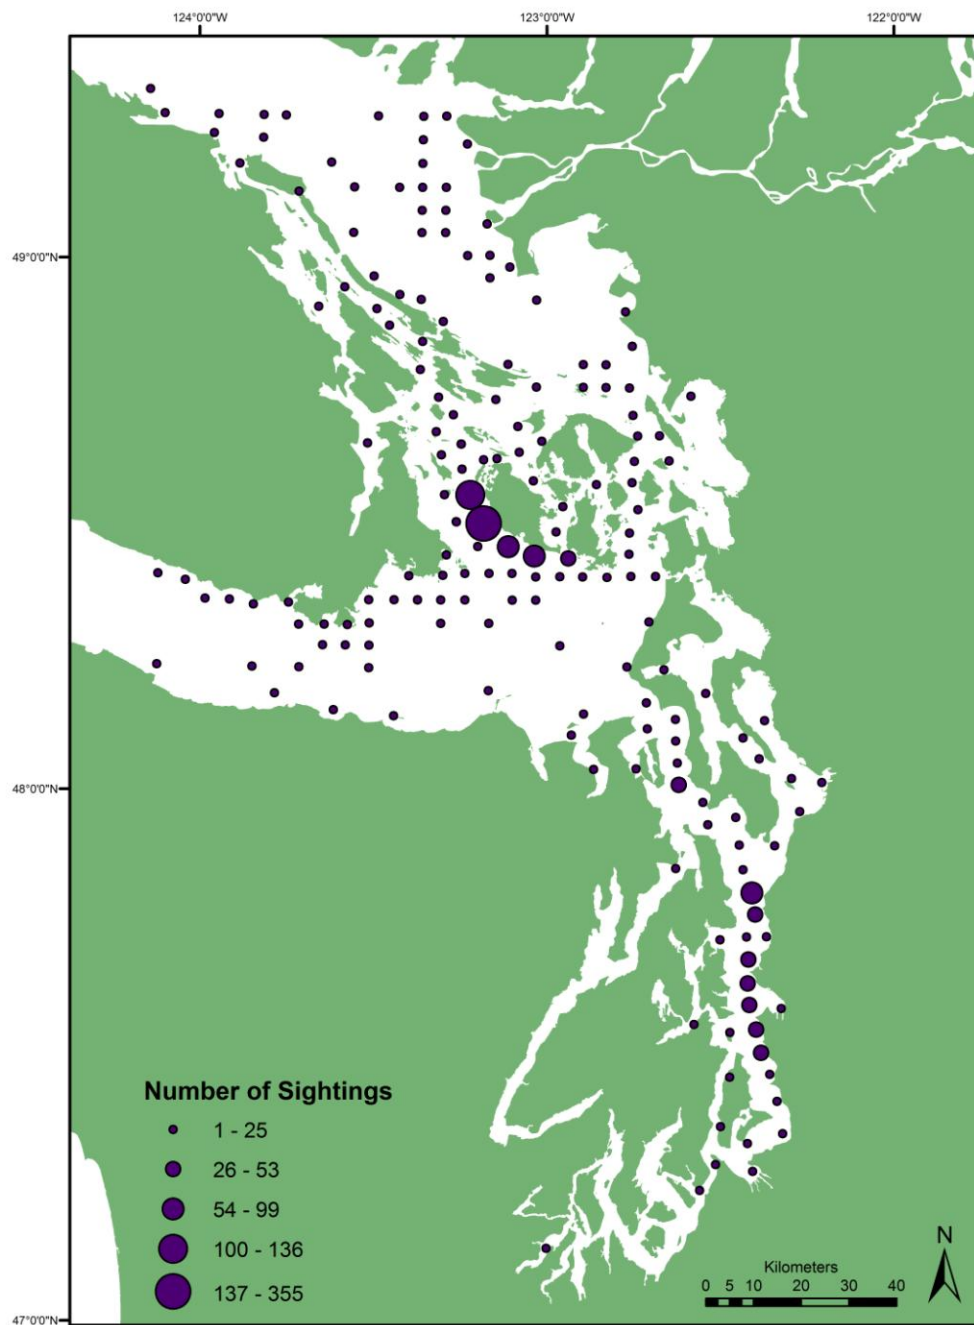 124°0'0"W 123°0'0"W 122°0'0"W
49°0'0"N
48°0'0"N
47°0'0"N
Number of Sightings
1 - 25
26 - 53
54 - 99
100 - 136
137 - 355
N
Kilometers
0 5 10 20 30 40